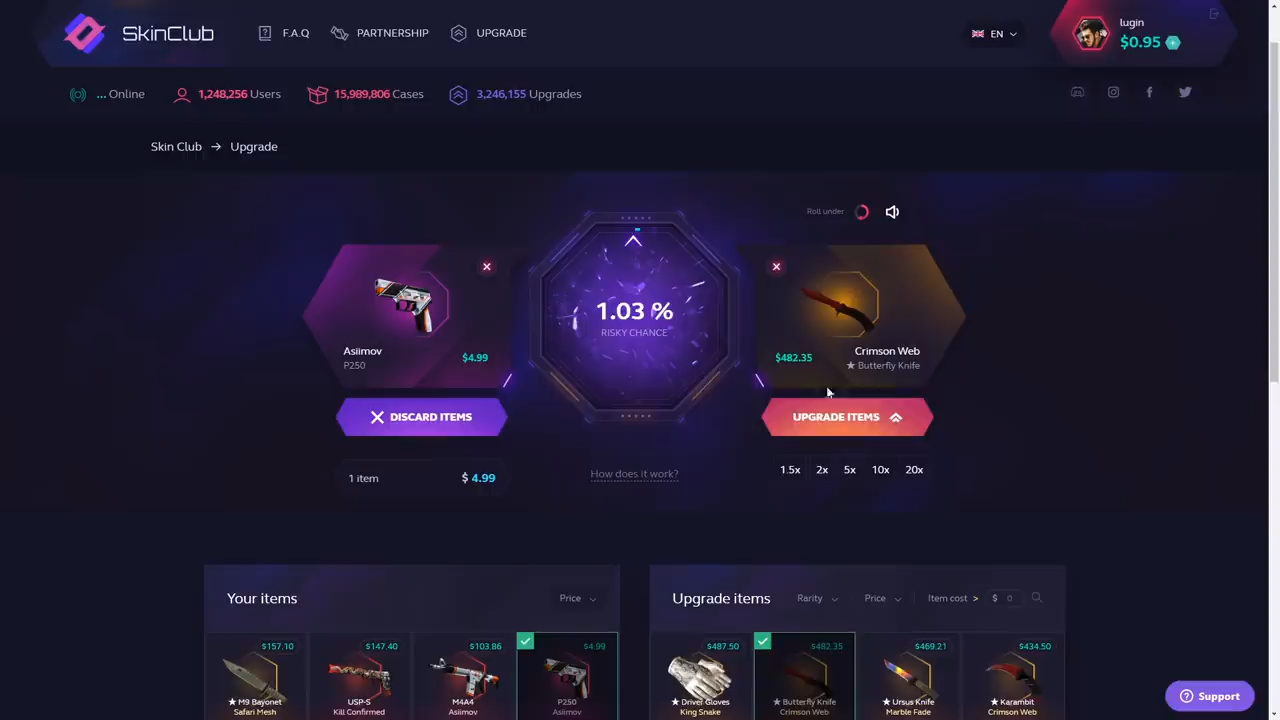 SkinClub
F.A.Q
PARTNERSHIP
UPGRADE
EN
lugin
$0.95
... Online
1,248,256 Users
15,989,806 Cases
3,246,155 Upgrades
Skin Club → Upgrade
Roll under
1.03 %
RISKY CHANCE
Asiimov
P250
$4.99
$482.35
Crimson Web
★ Butterfly Knife
DISCARD ITEMS
UPGRADE ITEMS
1 item
$ 4.99
How does it work?
1.5x 2x 5x 10x 20x
Your items
Price
Upgrade items
Rarity
Price
Item cost > $ 0
$157.10
$147.40
$103.86
$4.99
$487.50
$482.35
$469.21
$434.50
★ M9 Bayonet
Safari Mesh
USP-S
Kill Confirmed
M4A4
Asiimov
P250
Asiimov
★ Driver Gloves
King Snake
★ Butterfly Knife
Crimson Web
★ Ursus Knife
Marble Fade
★ Karambit
Crimson Web
Support